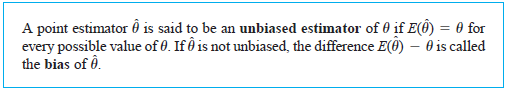 A point estimator θ̂ is said to be an unbiased estimator of θ if E(θ̂) = θ for
every possible value of θ. If θ̂ is not unbiased, the difference E(θ̂) − θ is called
the bias of θ̂.